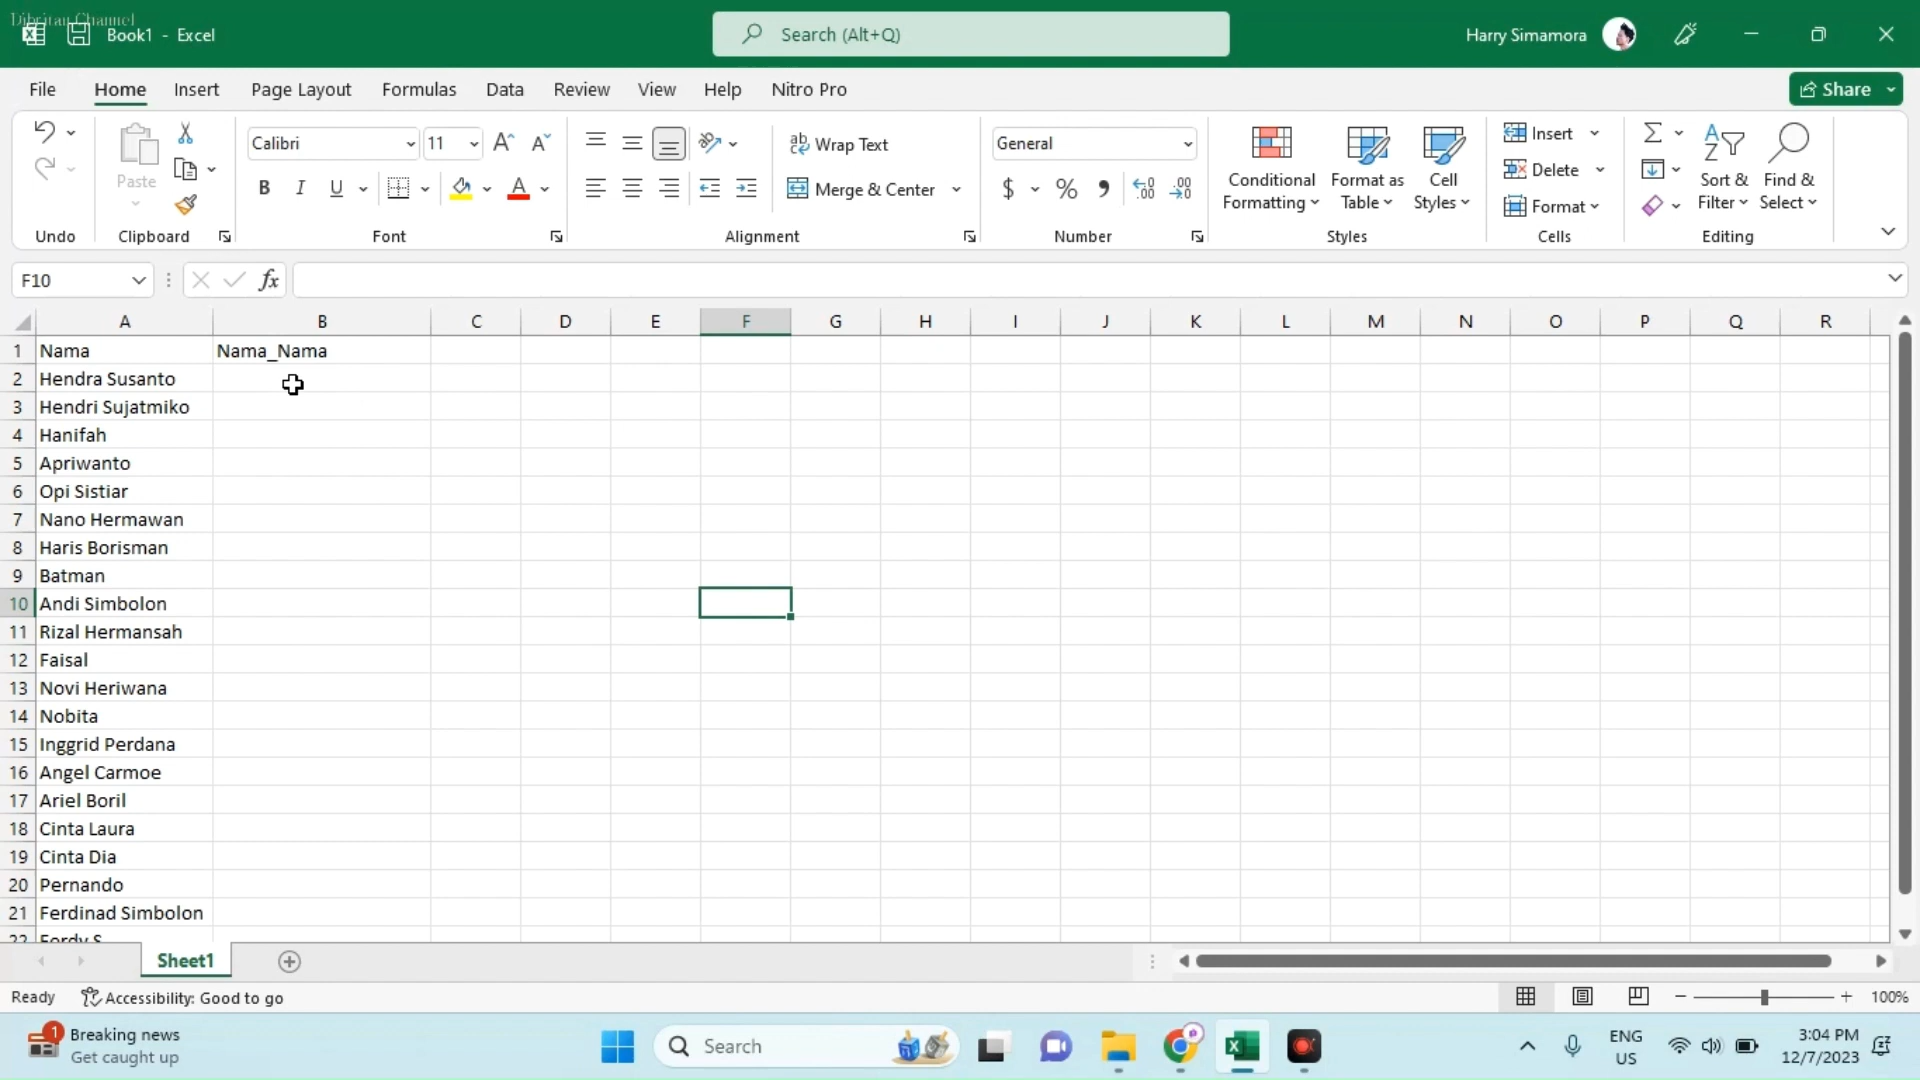 Dibritau Channel
Book1 - Excel
Search (Alt+Q)
Harry Simamora
File Home Insert Page Layout Formulas Data Review View Help Nitro Pro
Share
Calibri 11
Wrap Text
General
Insert
Paste
Conditional Formatting
Format as Table
Cell Styles
Delete
Sort & Filter
Find & Select
B I U
Merge & Center
$ % 9
Format
Undo Clipboard Font Alignment Number Styles Cells Editing
F10
fx
A B C D E F G H I J K L M N O P Q R
1 Nama Nama_Nama
2 Hendra Susanto
3 Hendri Sujatmiko
4 Hanifah
5 Apriwanto
6 Opi Sistiar
7 Nano Hermawan
8 Haris Borisman
9 Batman
10 Andi Simbolon
11 Rizal Hermansah
12 Faisal
13 Novi Heriwana
14 Nobita
15 Inggrid Perdana
16 Angel Carmoe
17 Ariel Boril
18 Cinta Laura
19 Cinta Dia
20 Pernando
21 Ferdinad Simbolon
22 Ferdy S
Sheet1
Ready Accessibility: Good to go 100%
1 Breaking news
Get caught up
Search
ENG
US
3:04 PM
12/7/2023